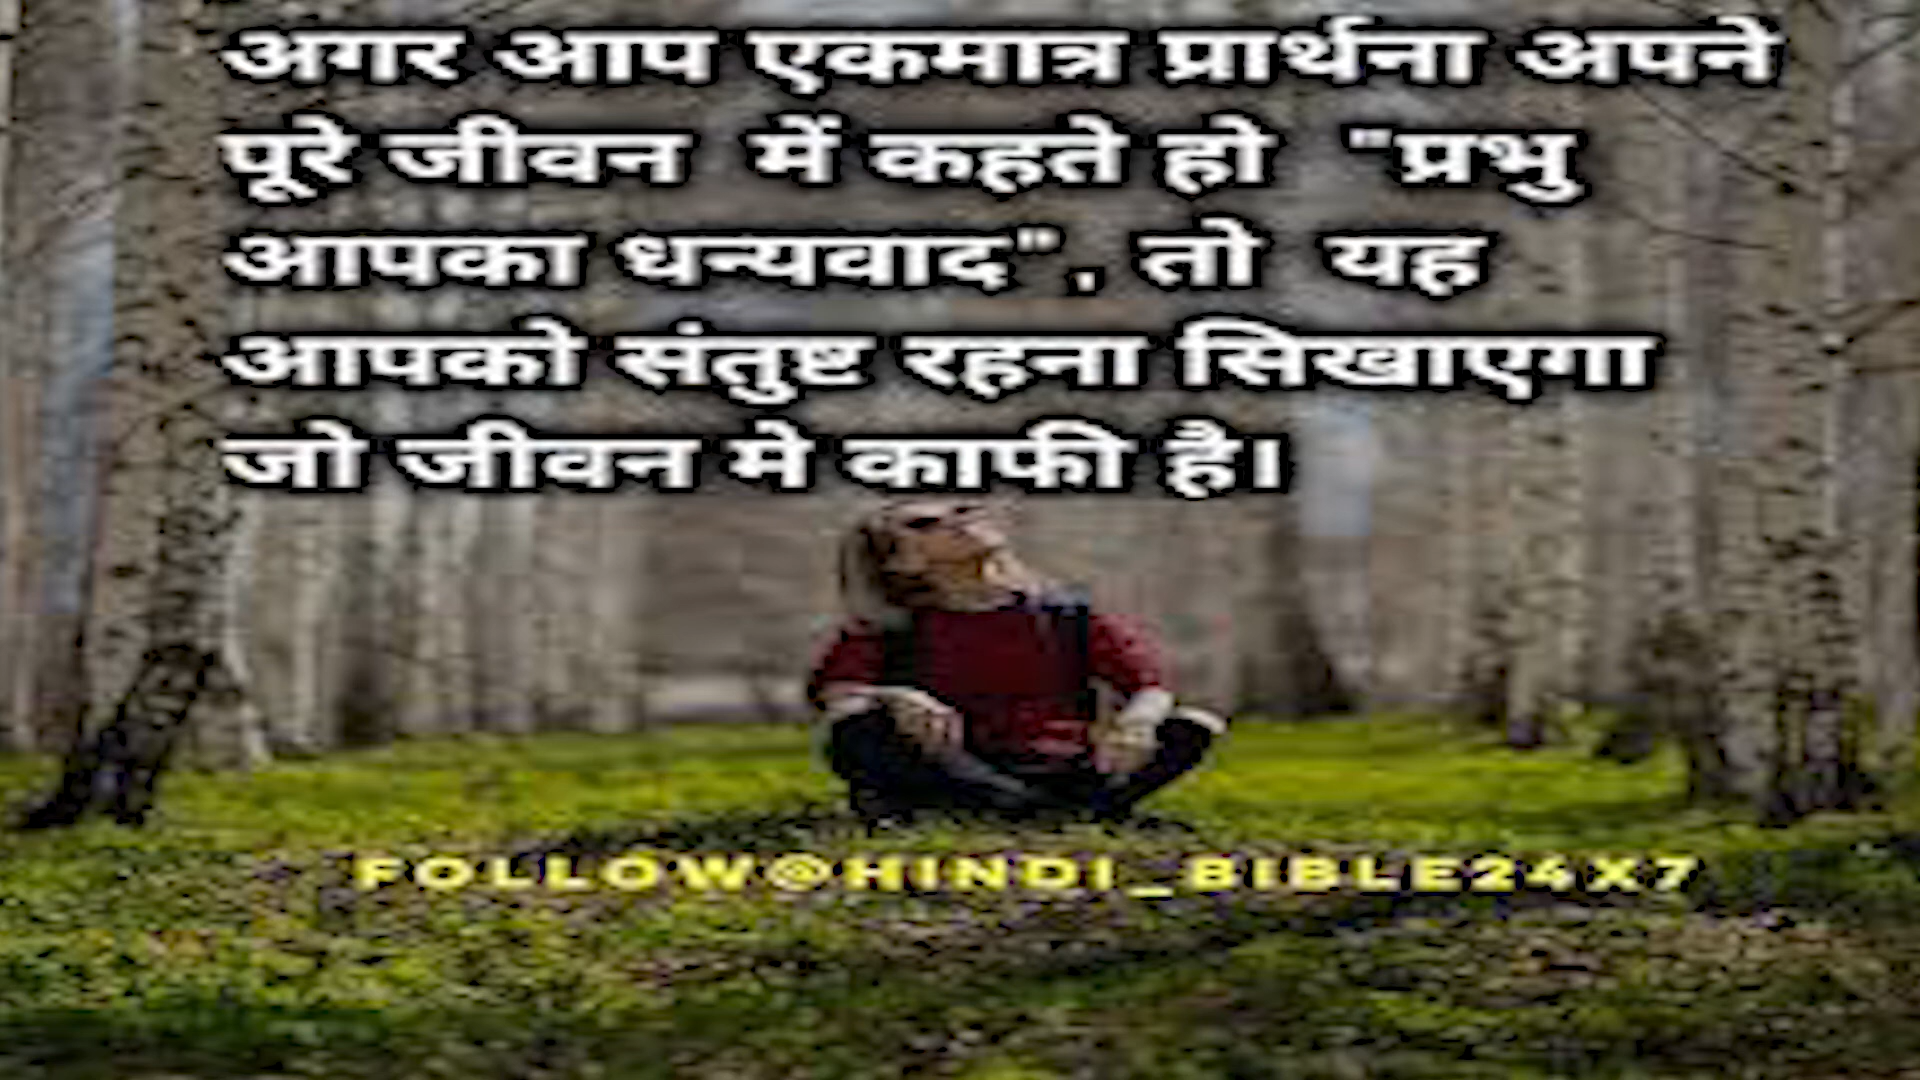 अगर आप एकमात्र प्रार्थना अपने
पूरे जीवन में कहते हो "प्रभु
आपका धन्यवाद", तो यह
आपको संतुष्ट रहना सिखाएगा
जो जीवन मे काफी है।
FOLLOW@HINDI_BIBLE24X7